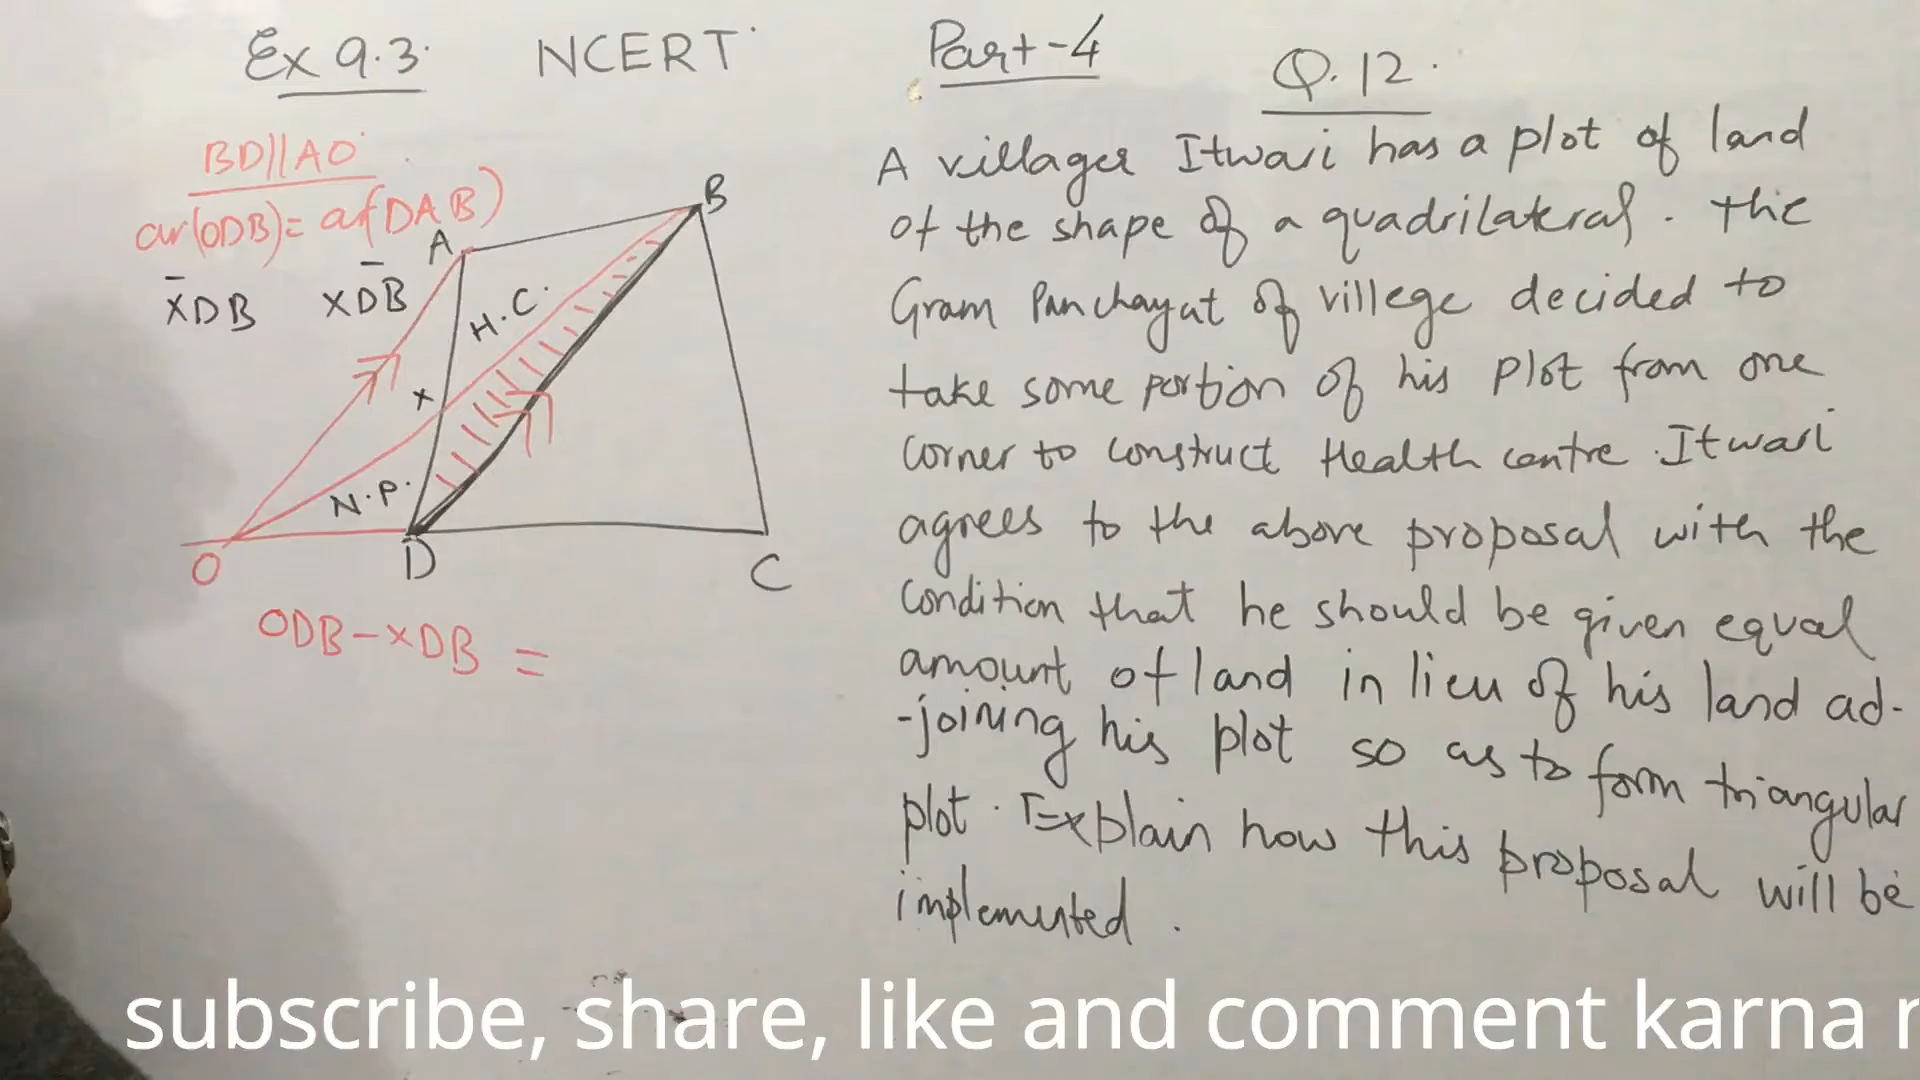 Ex 9.3. NCERT Part-4
Q.12.
BD||AO
ar(ODB)= ar(DAB)
XDB XDB
A
B
H.C.
X
N.P.
O
D
C
ODB-XDB =
A villager Itwari has a plot of land
of the shape of a quadrilateral. The
Gram Panchayat of villege decided to
take some portion of his plot from one
corner to construct Health centre. Itwari
agrees to the above proposal with the
condition that he should be given equal
amount of land in lieu of his land ad-
-joining his plot so as to form triangular
plot. Explain how this proposal will be
implemented.
subscribe, share, like and comment karna